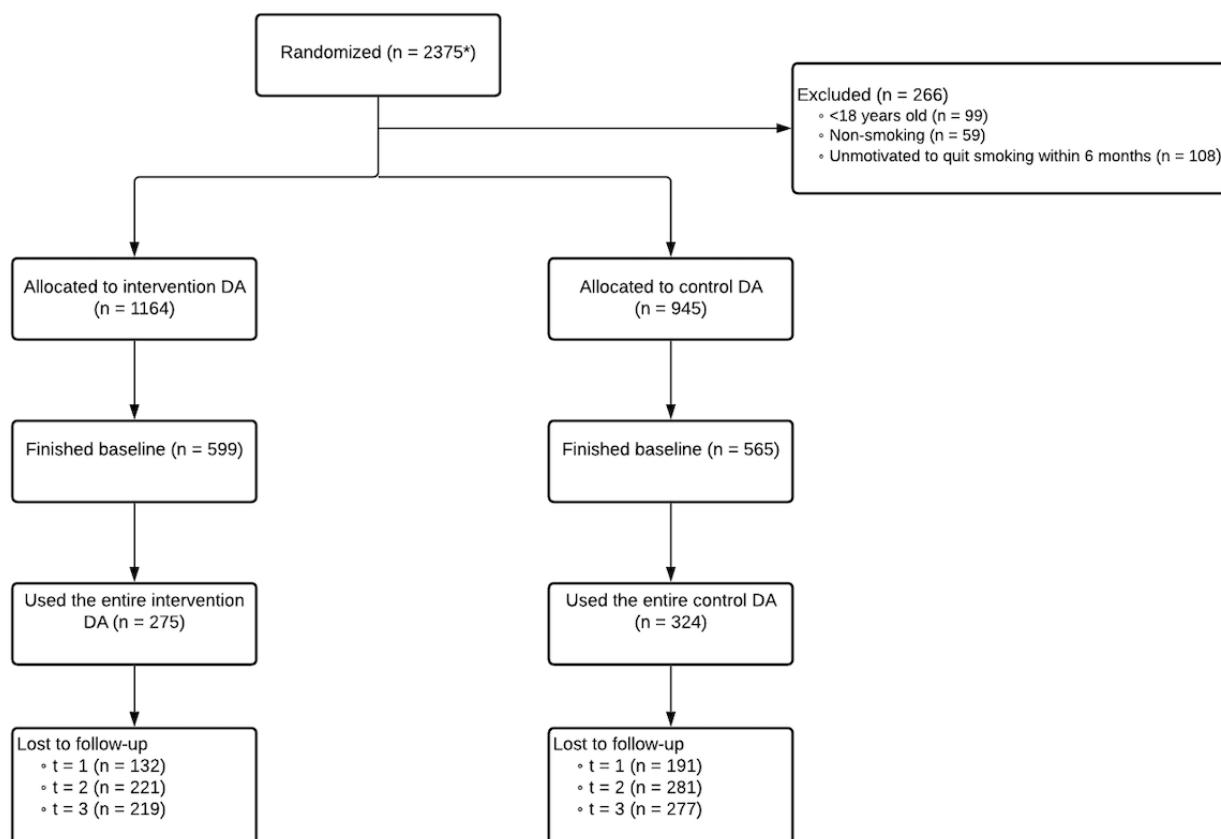 Randomized (n = 2375*)
Excluded (n = 266)
◦ <18 years old (n = 99)
◦ Non-smoking (n = 59)
◦ Unmotivated to quit smoking within 6 months (n = 108)
Allocated to intervention DA
(n = 1164)
Allocated to control DA
(n = 945)
Finished baseline (n = 599)
Finished baseline (n = 565)
Used the entire intervention
DA (n = 275)
Used the entire control DA
(n = 324)
Lost to follow-up
◦ t = 1 (n = 132)
◦ t = 2 (n = 221)
◦ t = 3 (n = 219)
Lost to follow-up
◦ t = 1 (n = 191)
◦ t = 2 (n = 281)
◦ t = 3 (n = 277)